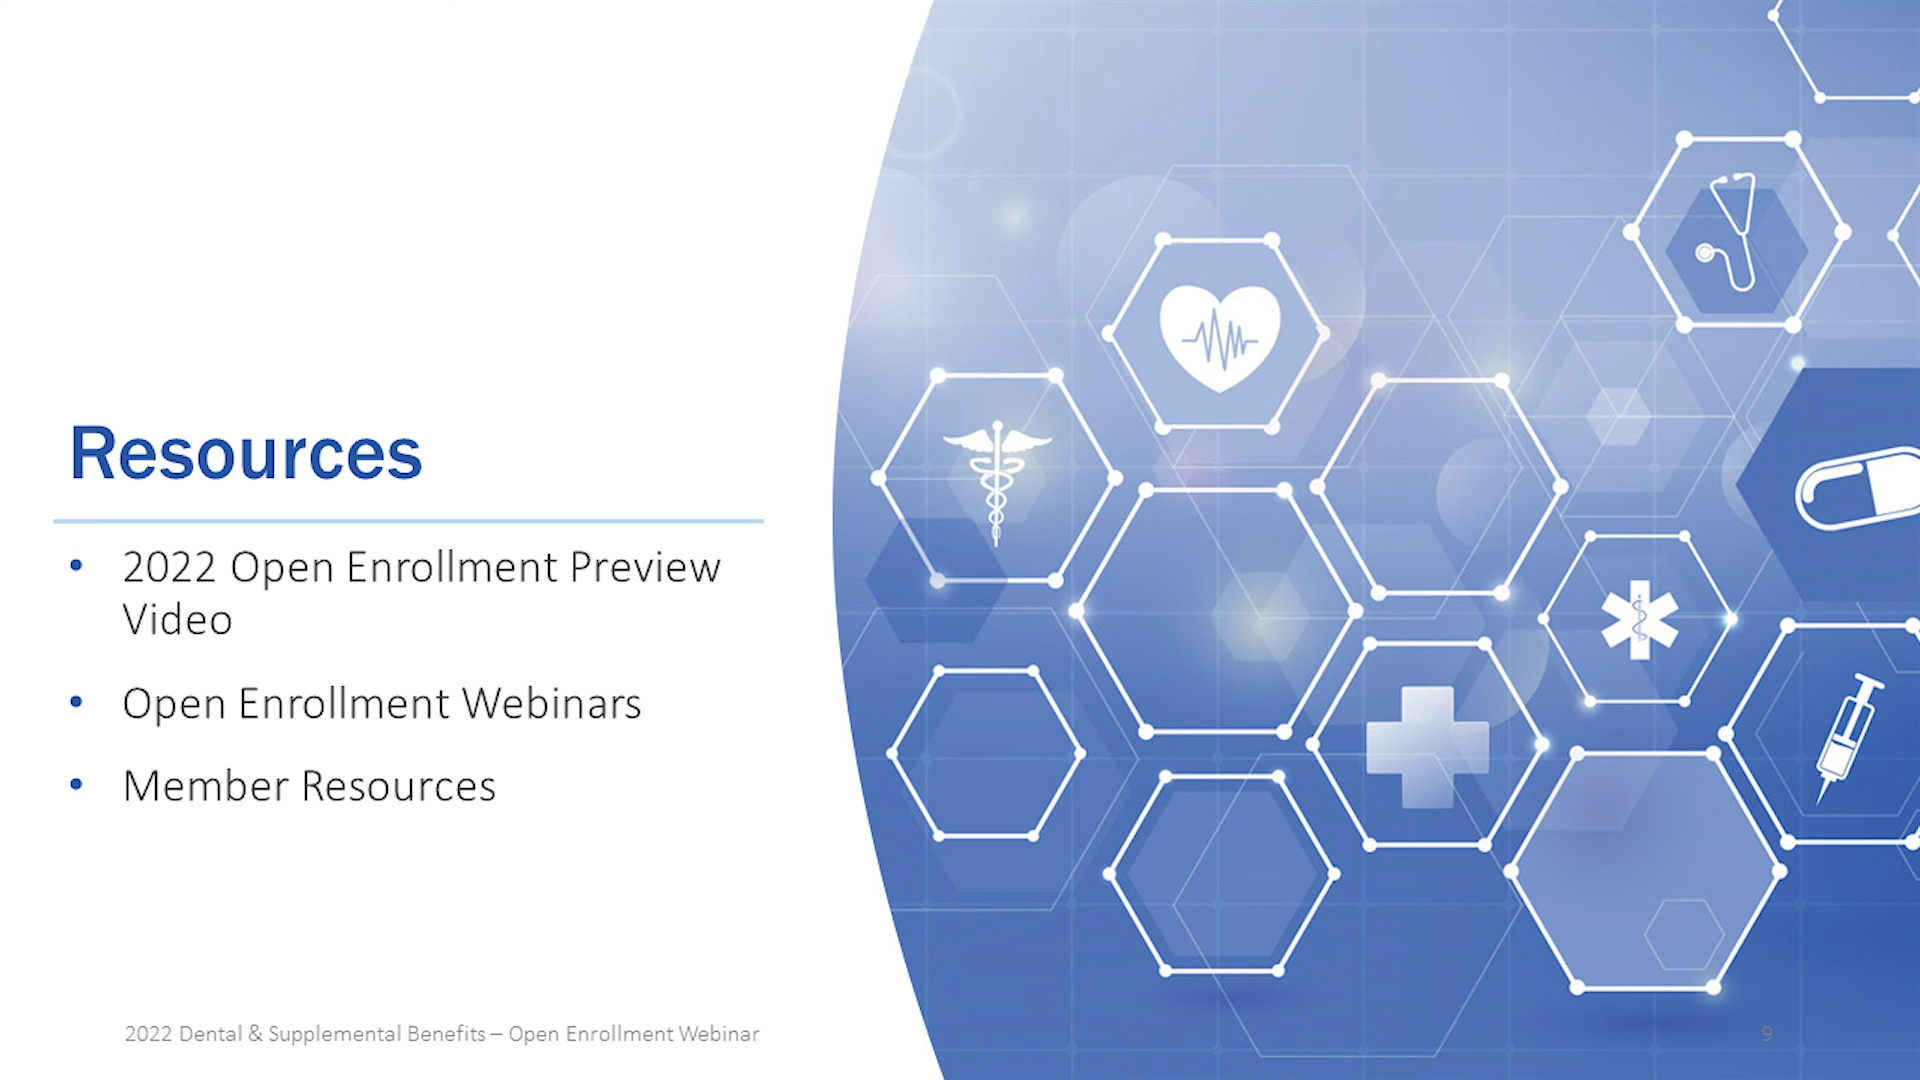 Resources
• 2022 Open Enrollment Preview
Video
• Open Enrollment Webinars
• Member Resources
2022 Dental & Supplemental Benefits – Open Enrollment Webinar
9